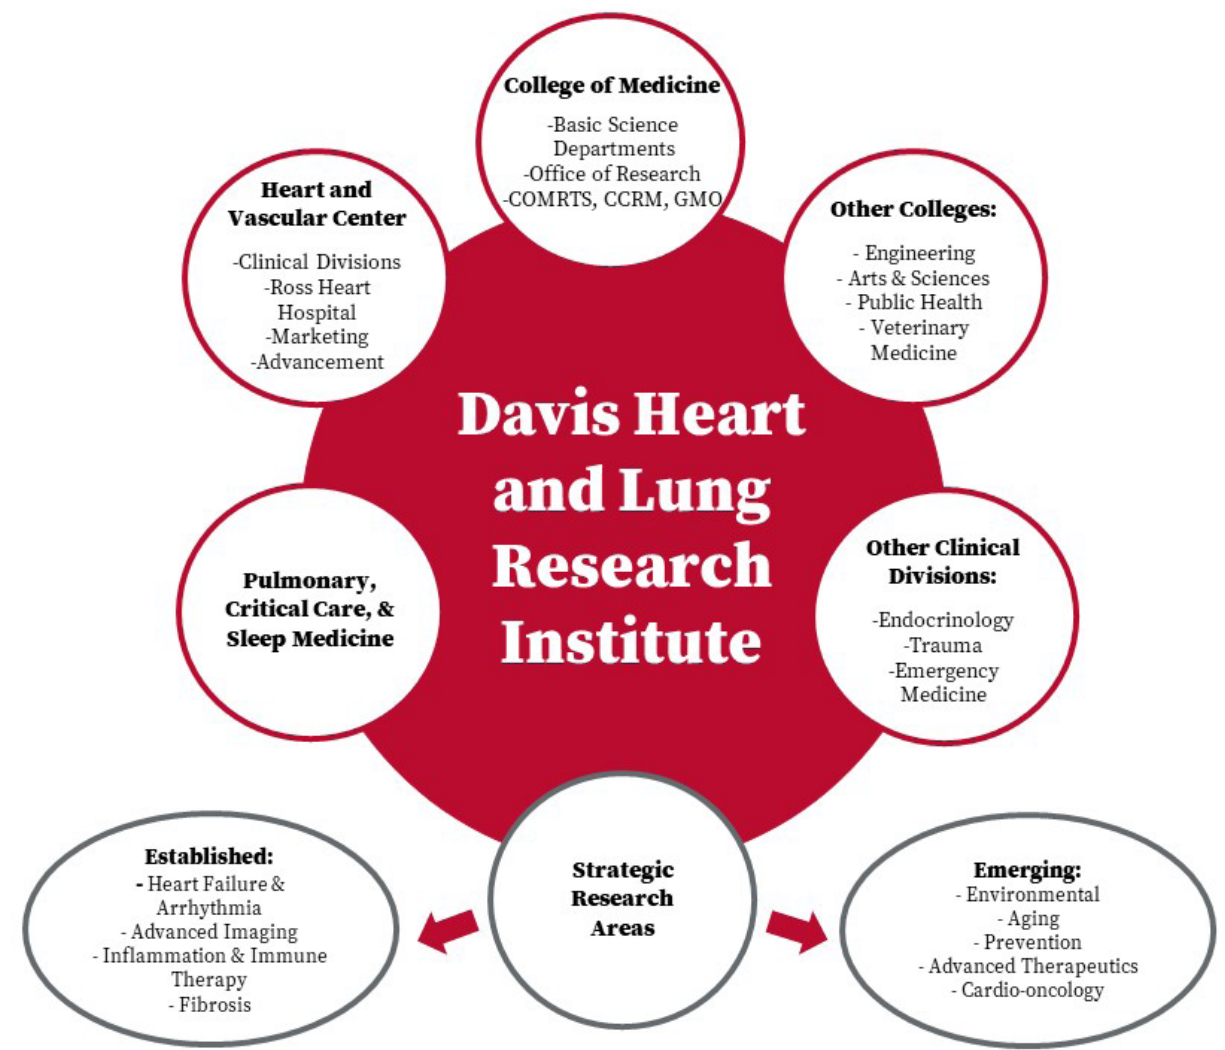 College of Medicine
-Basic Science
Departments
-Office of Research
-COMRTS, CCRM, GMO
Heart and
Vascular Center
-Clinical Divisions
-Ross Heart
Hospital
-Marketing
-Advancement
Other Colleges:
- Engineering
- Arts & Sciences
- Public Health
- Veterinary
Medicine
Davis Heart
and Lung
Research
Institute
Pulmonary,
Critical Care, &
Sleep Medicine
Other Clinical
Divisions:
-Endocrinology
-Trauma
-Emergency
Medicine
Strategic
Research
Areas
Established:
- Heart Failure &
Arrhythmia
- Advanced Imaging
- Inflammation & Immune
Therapy
- Fibrosis
Emerging:
- Environmental
- Aging
- Prevention
- Advanced Therapeutics
- Cardio-oncology